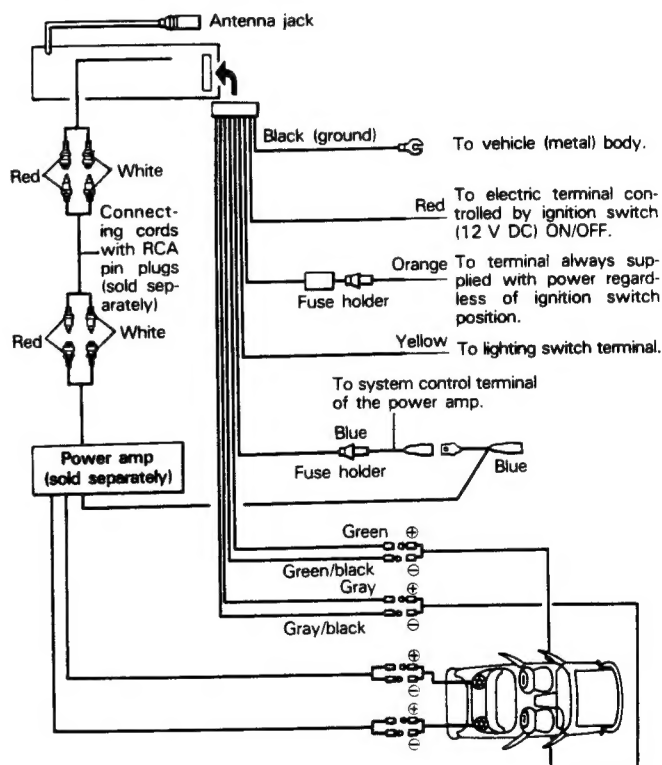 Antenna jack
Black (ground)
To vehicle (metal) body.
Red
White
Red
To electric terminal con-
trolled by ignition switch
(12 V DC) ON/OFF.
Connect-
ing cords
with RCA
pin plugs
(sold sep-
arately)
Orange
To terminal always sup-
plied with power regard-
less of ignition switch
position.
Fuse holder
Red
White
Yellow
To lighting switch terminal.
To system control terminal
of the power amp.
Blue
Fuse holder
Blue
Power amp
(sold separately)
Green
⊕
Green/black
⊖
Gray
⊕
Gray/black
⊖
⊕
⊖
⊕
⊖